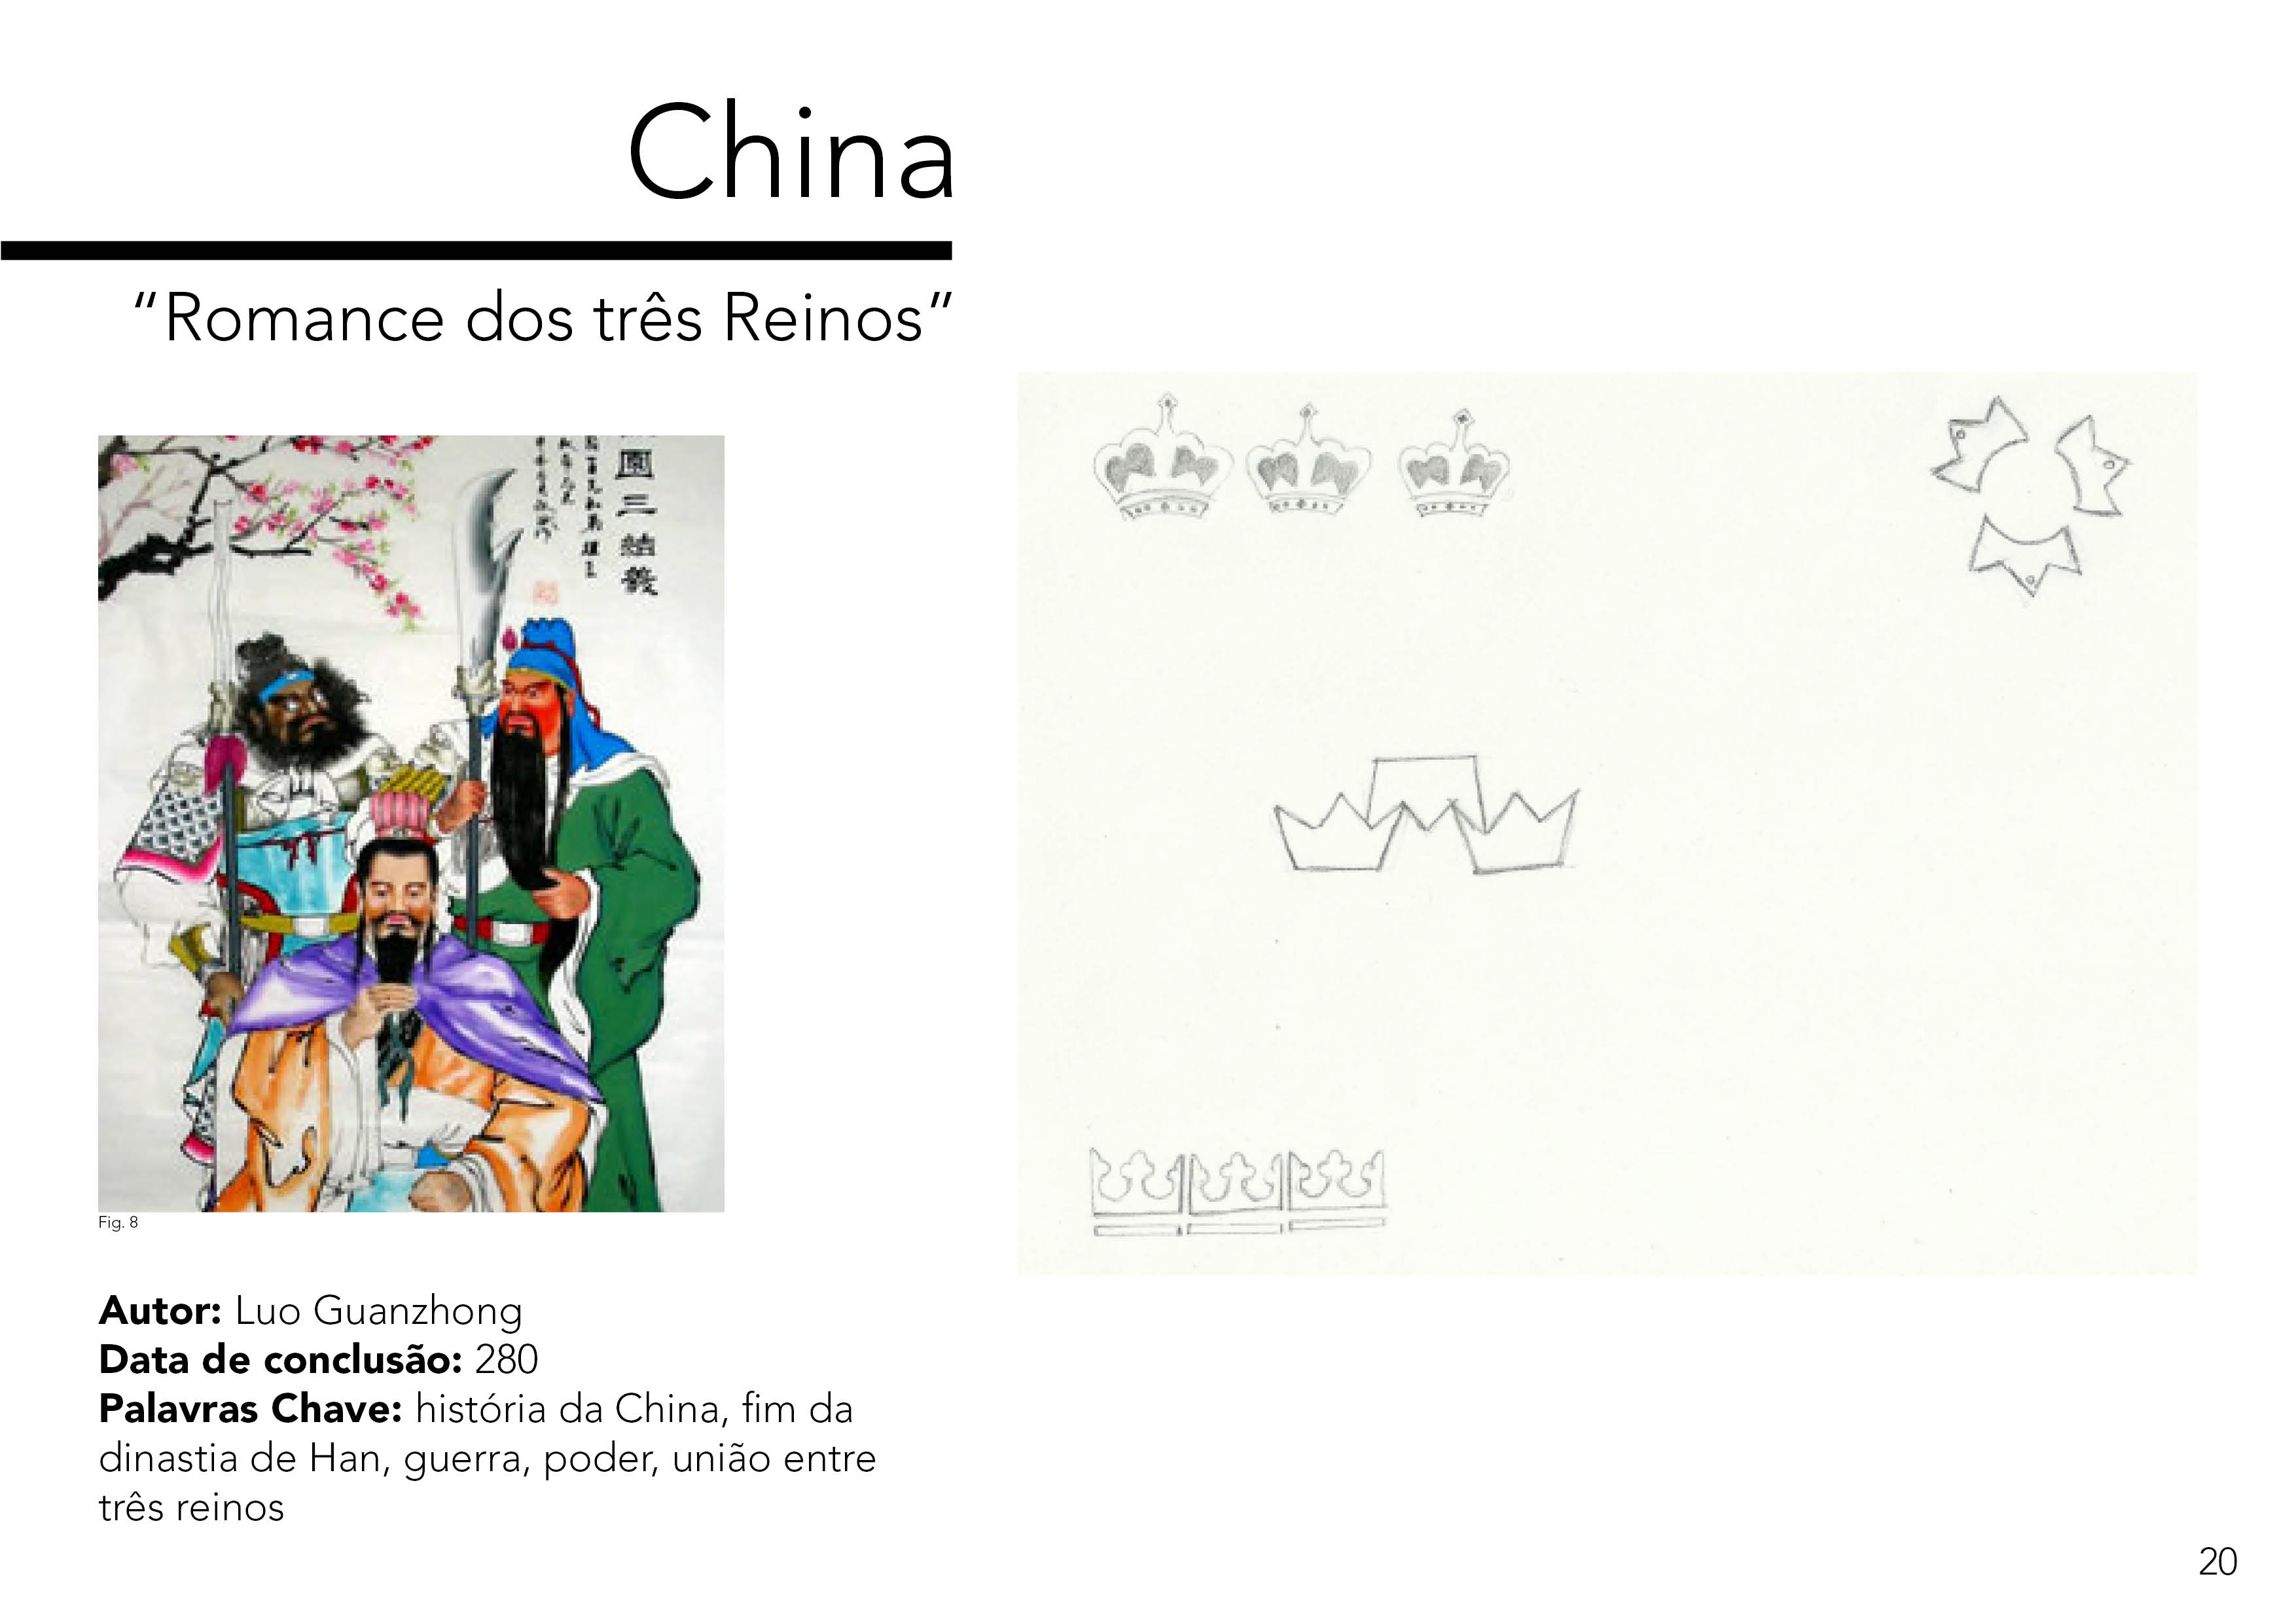 China
“Romance dos três Reinos”
園三結義
Fig. 8
Autor: Luo Guanzhong
Data de conclusão: 280
Palavras Chave: história da China, fim da
dinastia de Han, guerra, poder, união entre
três reinos
20